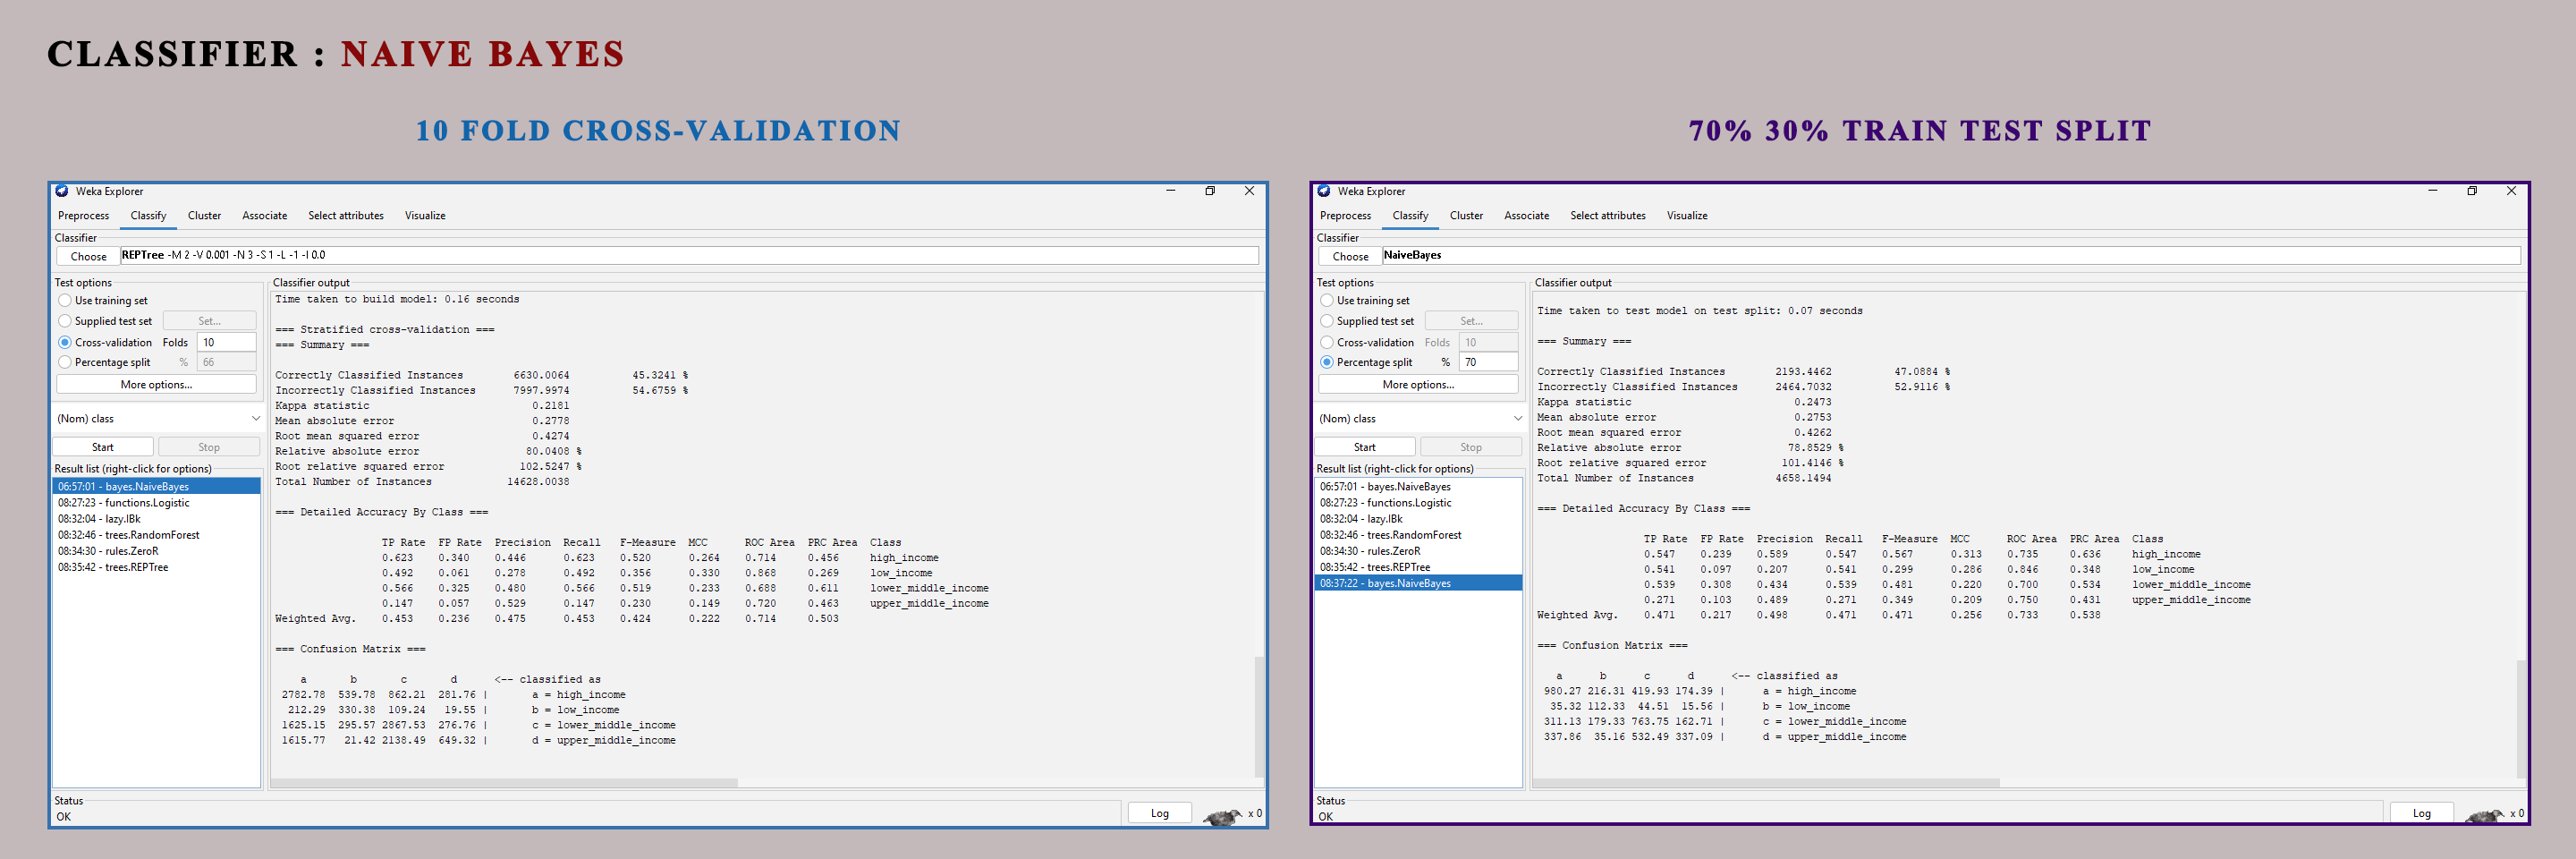 CLASSIFIER : NAIVE BAYES
10 FOLD CROSS-VALIDATION
Weka Explorer
Preprocess Classify Cluster Associate Select attributes Visualize
Classifier
Choose REPTree -M 2 -V 0.001 -N 3 -S 1 -L -1 -I 0.0
Test options
Use training set
Supplied test set Set...
Cross-validation Folds 10
Percentage split % 66
More options...
(Nom) class
Start Stop
Result list (right-click for options)
06:57:01 - bayes.NaiveBayes
08:27:23 - functions.Logistic
08:32:04 - lazy.IBk
08:32:46 - trees.RandomForest
08:34:30 - rules.ZeroR
08:35:42 - trees.REPTree
Classifier output
Time taken to build model: 0.16 seconds
=== Stratified cross-validation ===
=== Summary ===
Correctly Classified Instances 6630.0064 45.3241 %
Incorrectly Classified Instances 7997.9974 54.6759 %
Kappa statistic 0.2181
Mean absolute error 0.2778
Root mean squared error 0.4274
Relative absolute error 80.0408 %
Root relative squared error 102.5247 %
Total Number of Instances 14628.0038
=== Detailed Accuracy By Class ===
TP Rate FP Rate Precision Recall F-Measure MCC ROC Area PRC Area Class
0.623 0.340 0.446 0.623 0.520 0.264 0.714 0.456 high_income
0.492 0.061 0.278 0.492 0.356 0.330 0.868 0.269 low_income
0.566 0.325 0.480 0.566 0.519 0.233 0.688 0.611 lower_middle_income
0.147 0.057 0.529 0.147 0.230 0.149 0.720 0.463 upper_middle_income
Weighted Avg. 0.453 0.236 0.475 0.453 0.424 0.222 0.714 0.503
=== Confusion Matrix ===
a b c d <-- classified as
2782.78 539.78 862.21 281.76 | a = high_income
212.29 330.38 109.24 19.55 | b = low_income
1625.15 295.57 2867.53 276.76 | c = lower_middle_income
1615.77 21.42 2138.49 649.32 | d = upper_middle_income
Status
OK
Log x 0
70% 30% TRAIN TEST SPLIT
Weka Explorer
Preprocess Classify Cluster Associate Select attributes Visualize
Classifier
Choose NaiveBayes
Test options
Use training set
Supplied test set Set...
Cross-validation Folds 10
Percentage split % 70
More options...
(Nom) class
Start Stop
Result list (right-click for options)
06:57:01 - bayes.NaiveBayes
08:27:23 - functions.Logistic
08:32:04 - lazy.IBk
08:32:46 - trees.RandomForest
08:34:30 - rules.ZeroR
08:35:42 - trees.REPTree
08:37:22 - bayes.NaiveBayes
Classifier output
Time taken to test model on test split: 0.07 seconds
=== Summary ===
Correctly Classified Instances 2193.4462 47.0884 %
Incorrectly Classified Instances 2464.7032 52.9116 %
Kappa statistic 0.2473
Mean absolute error 0.2753
Root mean squared error 0.4262
Relative absolute error 78.8529 %
Root relative squared error 101.4146 %
Total Number of Instances 4658.1494
=== Detailed Accuracy By Class ===
TP Rate FP Rate Precision Recall F-Measure MCC ROC Area PRC Area Class
0.547 0.239 0.589 0.547 0.567 0.313 0.735 0.636 high_income
0.541 0.097 0.207 0.541 0.299 0.286 0.846 0.348 low_income
0.539 0.308 0.434 0.539 0.481 0.220 0.700 0.534 lower_middle_income
0.271 0.103 0.489 0.271 0.349 0.209 0.750 0.431 upper_middle_income
Weighted Avg. 0.471 0.217 0.498 0.471 0.471 0.256 0.733 0.538
=== Confusion Matrix ===
a b c d <-- classified as
980.27 216.31 419.93 174.39 | a = high_income
35.32 112.33 44.51 15.56 | b = low_income
311.13 179.33 763.75 162.71 | c = lower_middle_income
337.86 35.16 532.49 337.09 | d = upper_middle_income
Status
OK
Log x 0